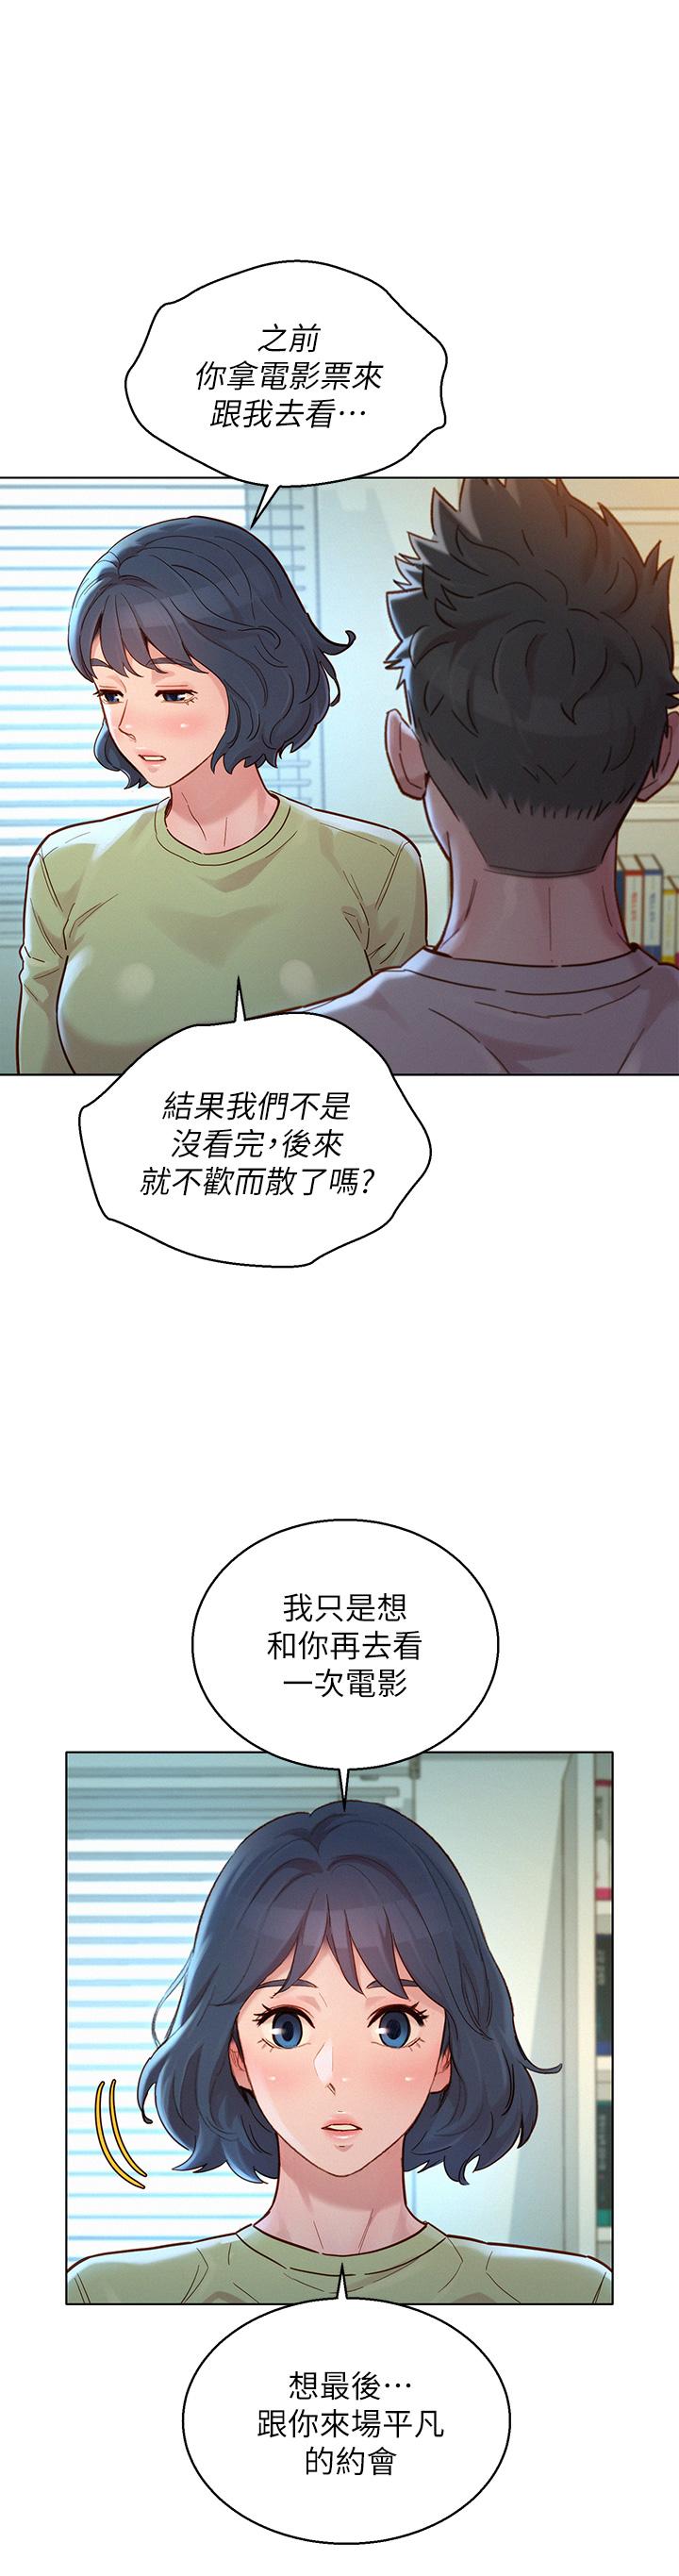 之前
你拿電影票來
跟我去看⋯
結果我們不是
沒看完，後來
就不歡而散了嗎？
我只是想
和你再去看
一次電影
想最後⋯
跟你來場平凡
的約會